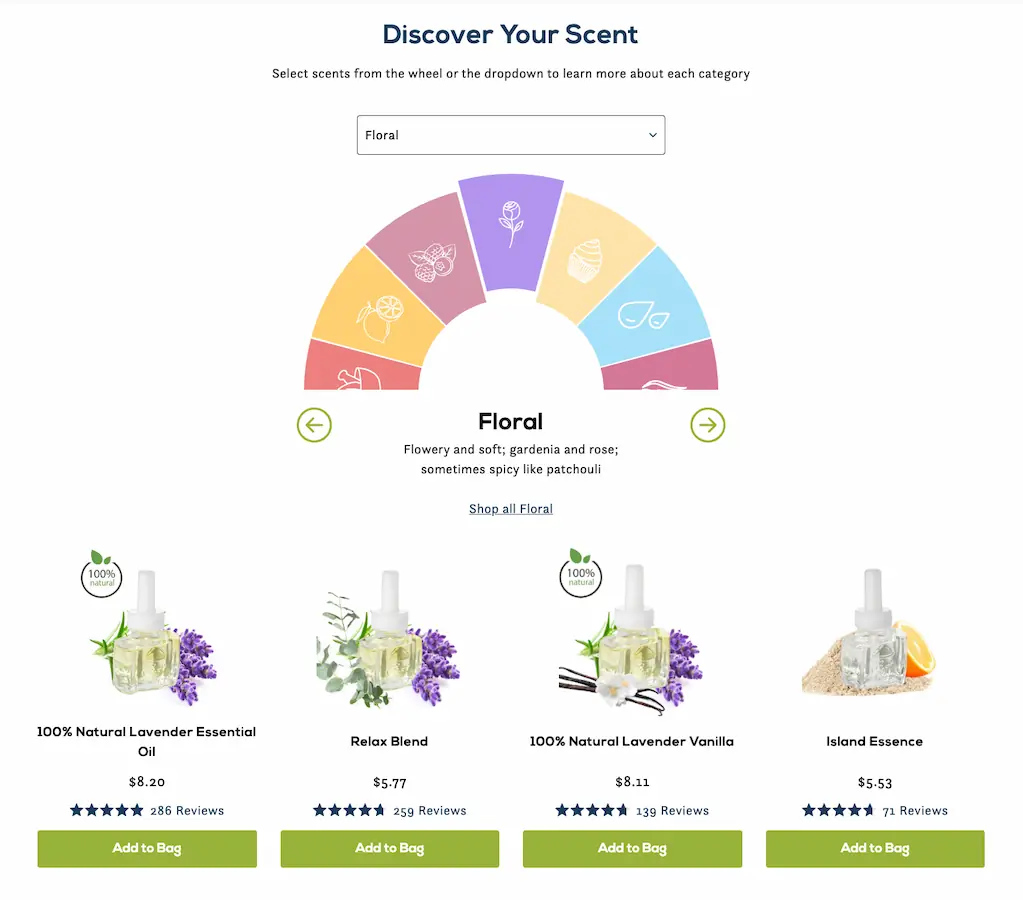 Discover Your Scent
Select scents from the wheel or the dropdown to learn more about each category
Floral
Floral
Flowery and soft; gardenia and rose;
sometimes spicy like patchouli
Shop all Floral
100%
natural
100%
natural
100% Natural Lavender Essential
Oil
Relax Blend
100% Natural Lavender Vanilla
Island Essence
$8.20
$5.77
$8.11
$5.53
286 Reviews
259 Reviews
139 Reviews
71 Reviews
Add to Bag
Add to Bag
Add to Bag
Add to Bag